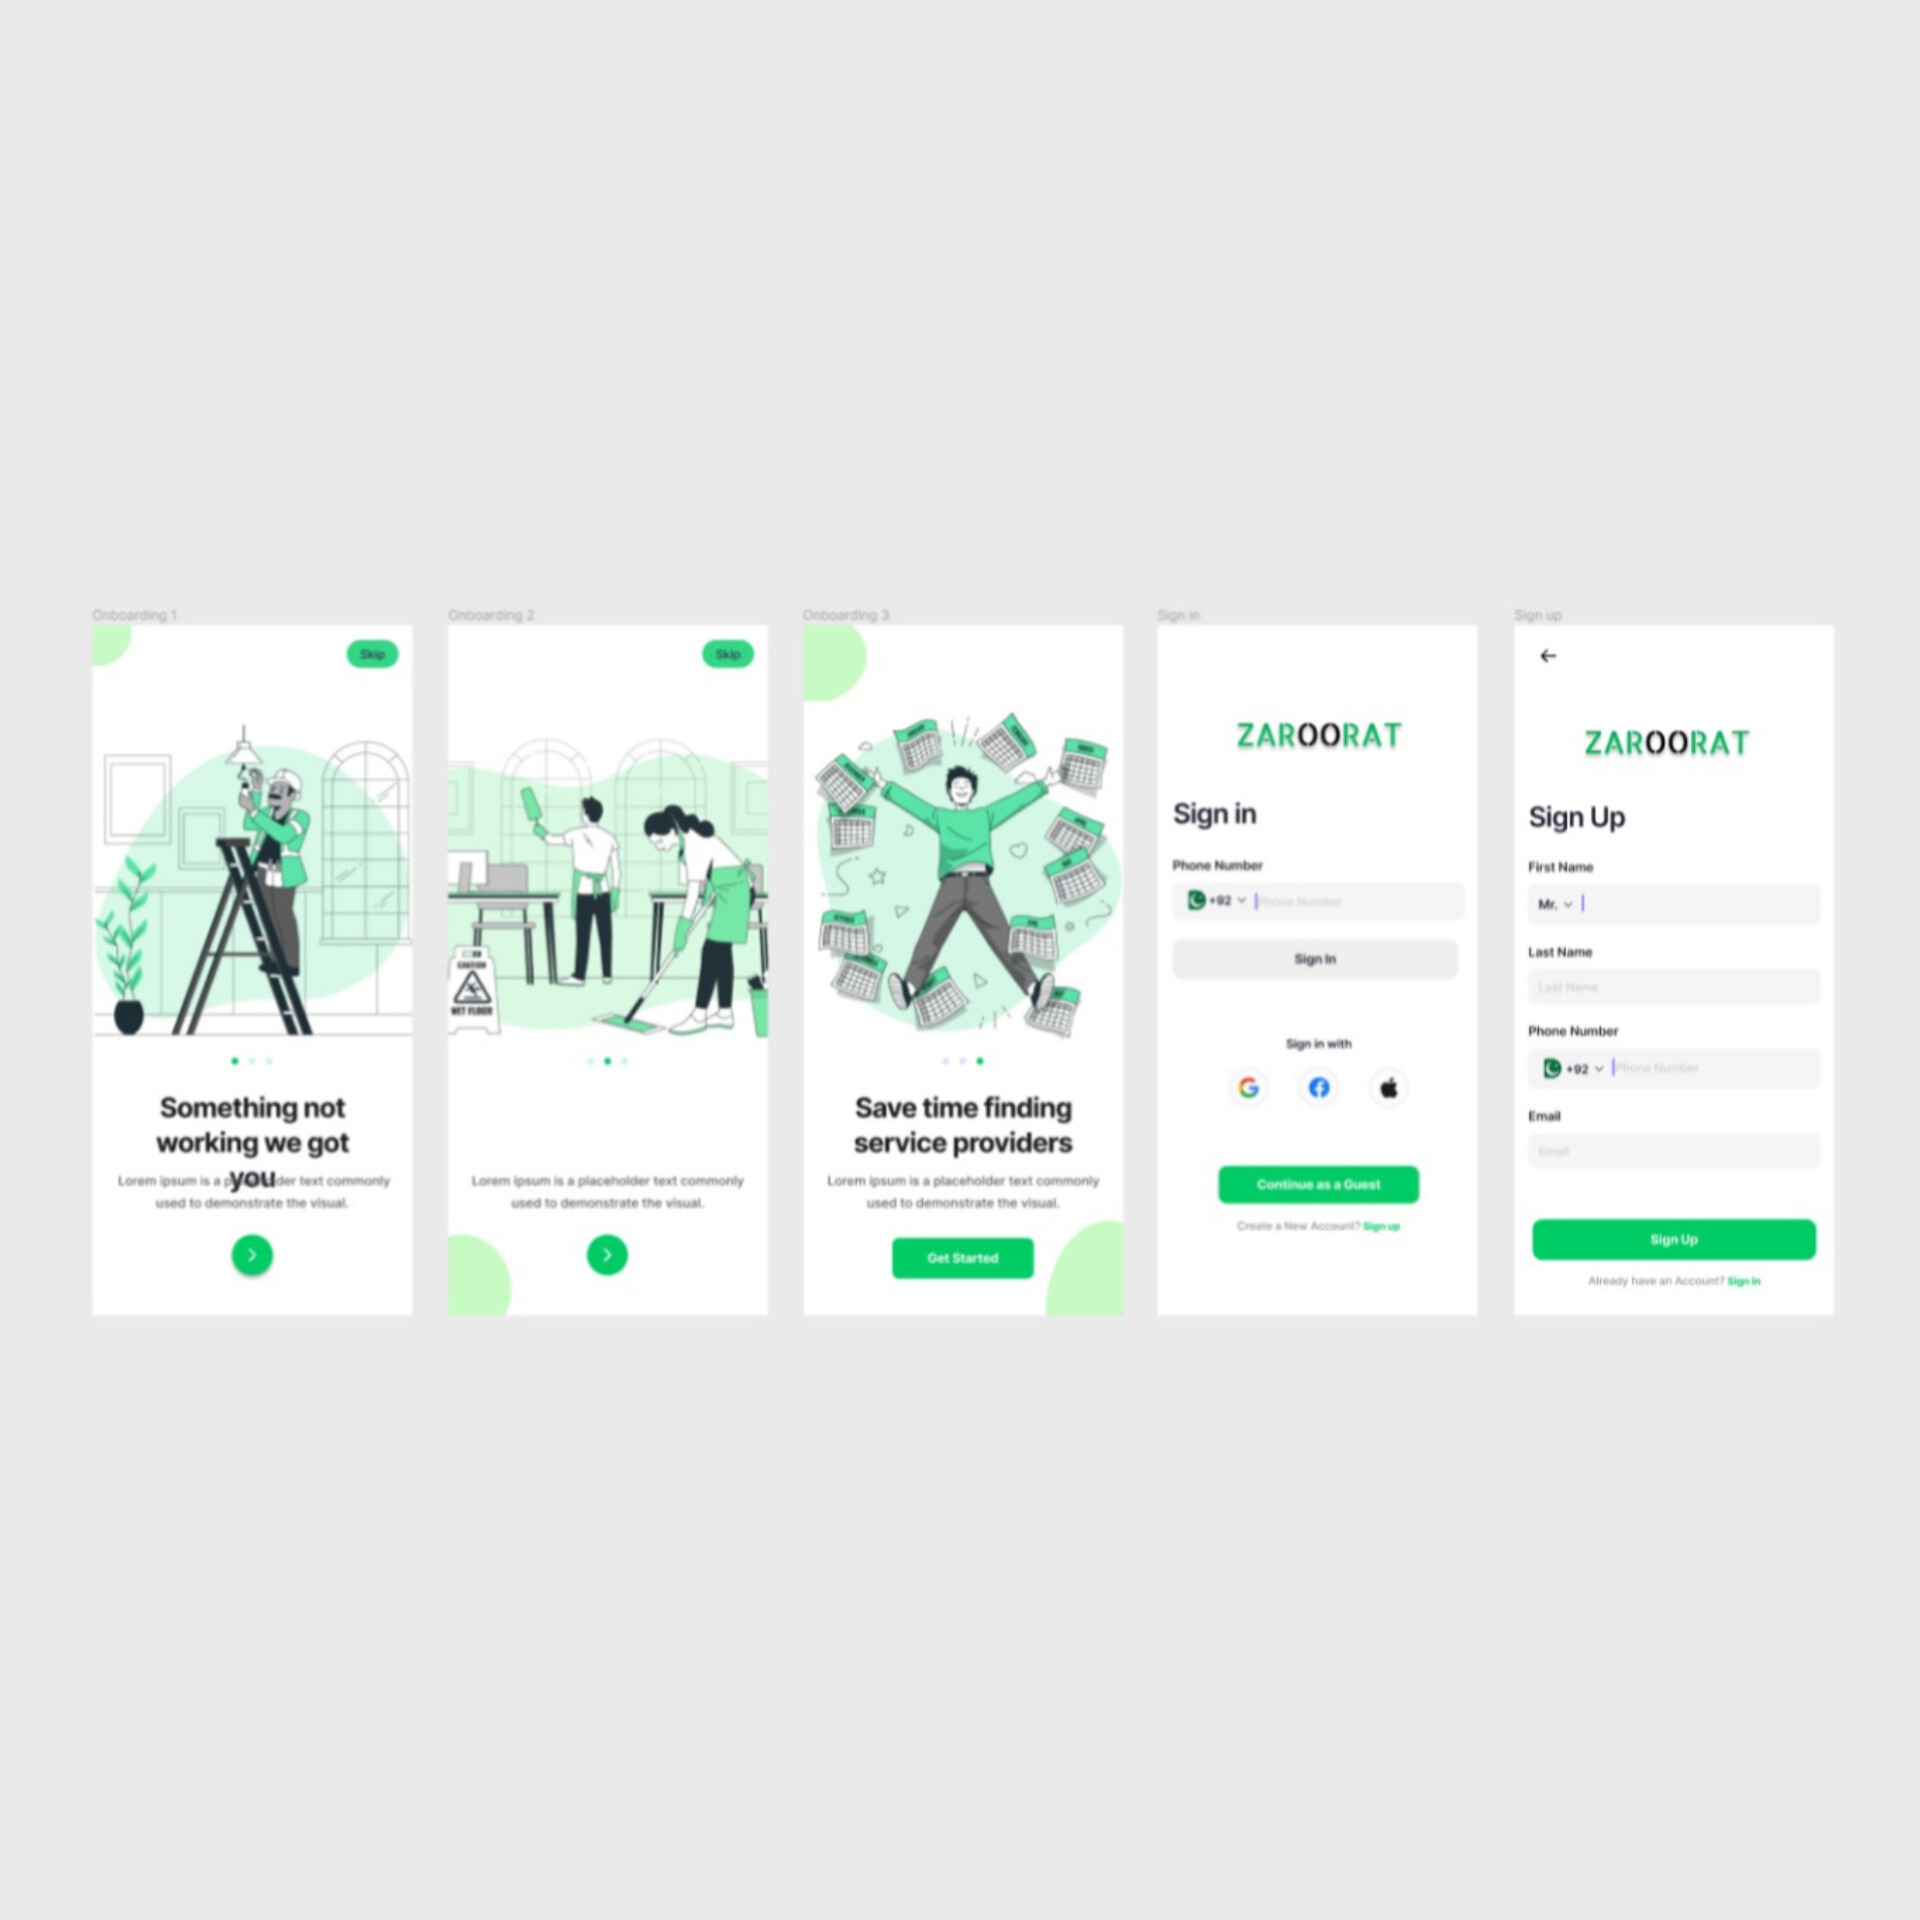 Onboarding 1
Skip
Something not
working we got
you
Lorem ipsum is a placeholder text commonly
used to demonstrate the visual.
Onboarding 2
Skip
CAUTION
WET FLOOR
Lorem ipsum is a placeholder text commonly
used to demonstrate the visual.
Onboarding 3
Save time finding
service providers
Lorem ipsum is a placeholder text commonly
used to demonstrate the visual.
Get Started
Sign in
ZAROORAT
Sign in
Phone Number
+92 Phone Number
Sign In
Sign in with
Continue as a Guest
Create a New Account? Sign up
Sign up
ZAROORAT
Sign Up
First Name
Mr.
Last Name
Last Name
Phone Number
+92 Phone Number
Email
Email
Sign Up
Already have an Account? Sign in